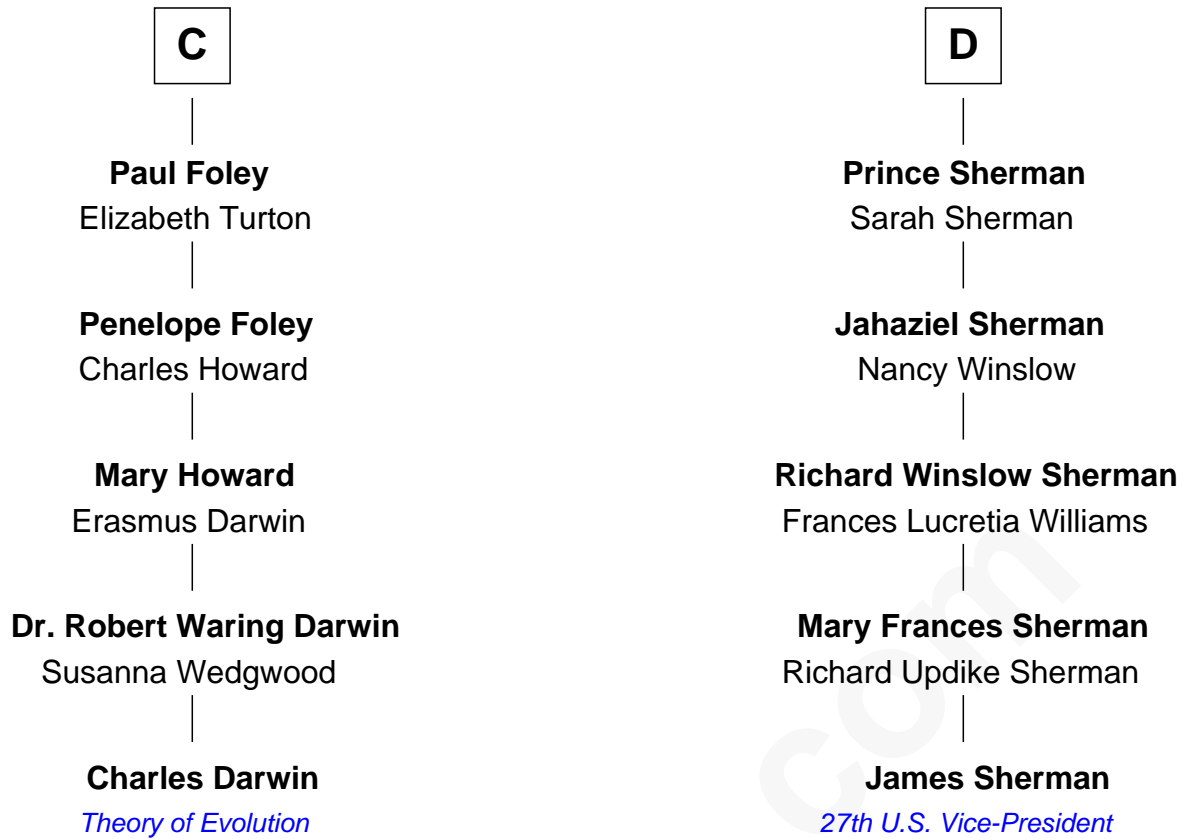 C
Paul Foley
Elizabeth Turton
Penelope Foley
Charles Howard
Mary Howard
Erasmus Darwin
Dr. Robert Waring Darwin
Susanna Wedgwood
Charles Darwin
Theory of Evolution
D
Prince Sherman
Sarah Sherman
Jahaziel Sherman
Nancy Winslow
Richard Winslow Sherman
Frances Lucretia Williams
Mary Frances Sherman
Richard Updike Sherman
James Sherman
27th U.S. Vice-President
com